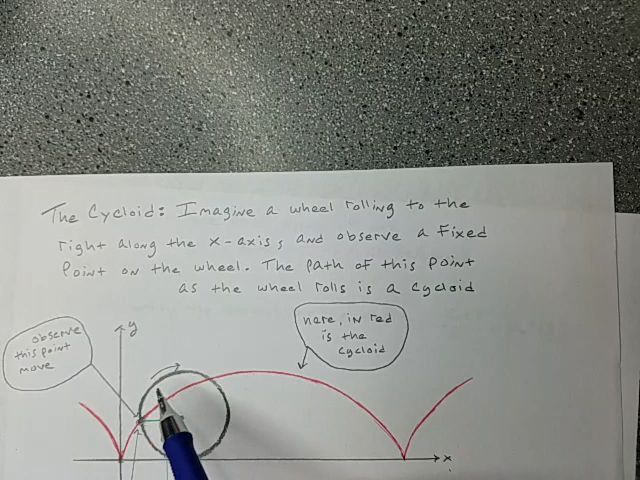 The Cycloid: Imagine a wheel rolling to the
right along the x-axis, and observe a fixed
Point on the wheel. The path of this point
as the wheel rolls is a cycloid
observe
this point
move
y
here, in red
is the
cycloid
x